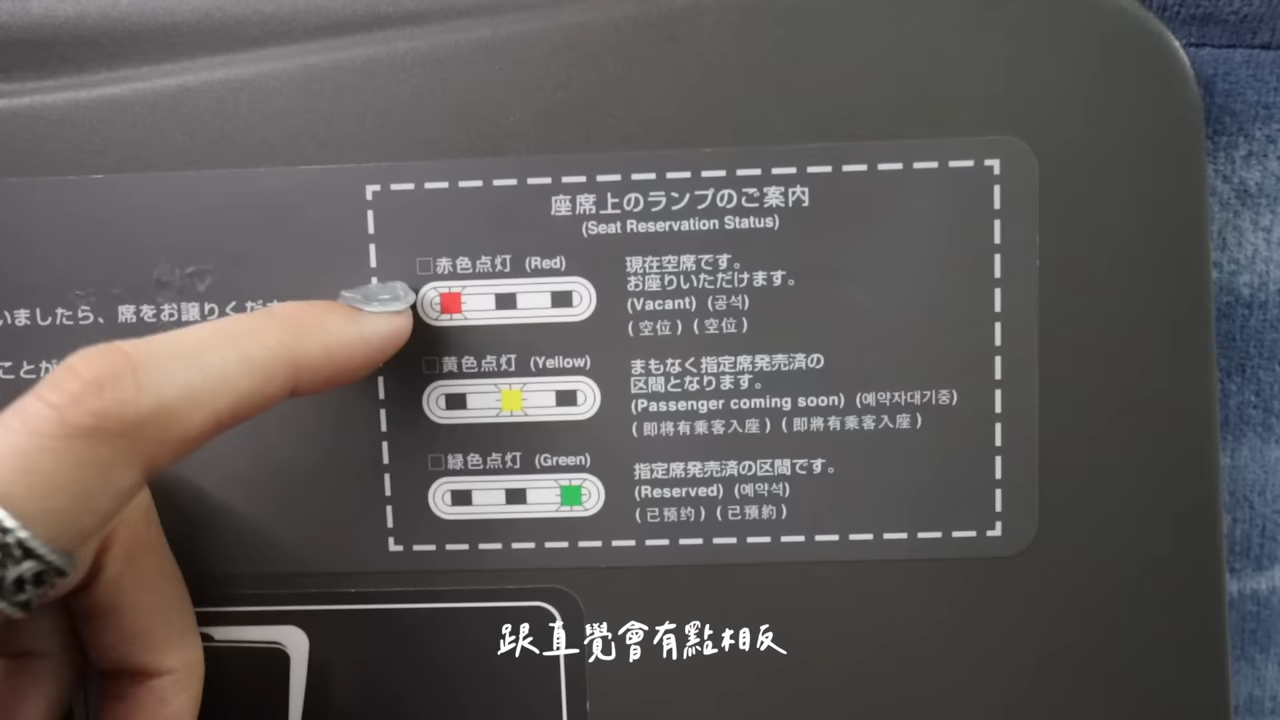 座席上のランプのご案内
(Seat Reservation Status)
□赤色点灯 (Red)
現在空席です。
お座りいただけます。
(Vacant) (공석)
(空位) (空位)
□黄色点灯 (Yellow)
まもなく指定席発売済の
区間となります。
(Passenger coming soon) (예약자대기중)
(即将有乘客入座) (即將有乘客入座)
□緑色点灯 (Green)
指定席発売済の区間です。
(Reserved) (예약석)
(已预约) (已預約)
いましたら、席をお譲りくださ
ことが
跟直覺會有點相反